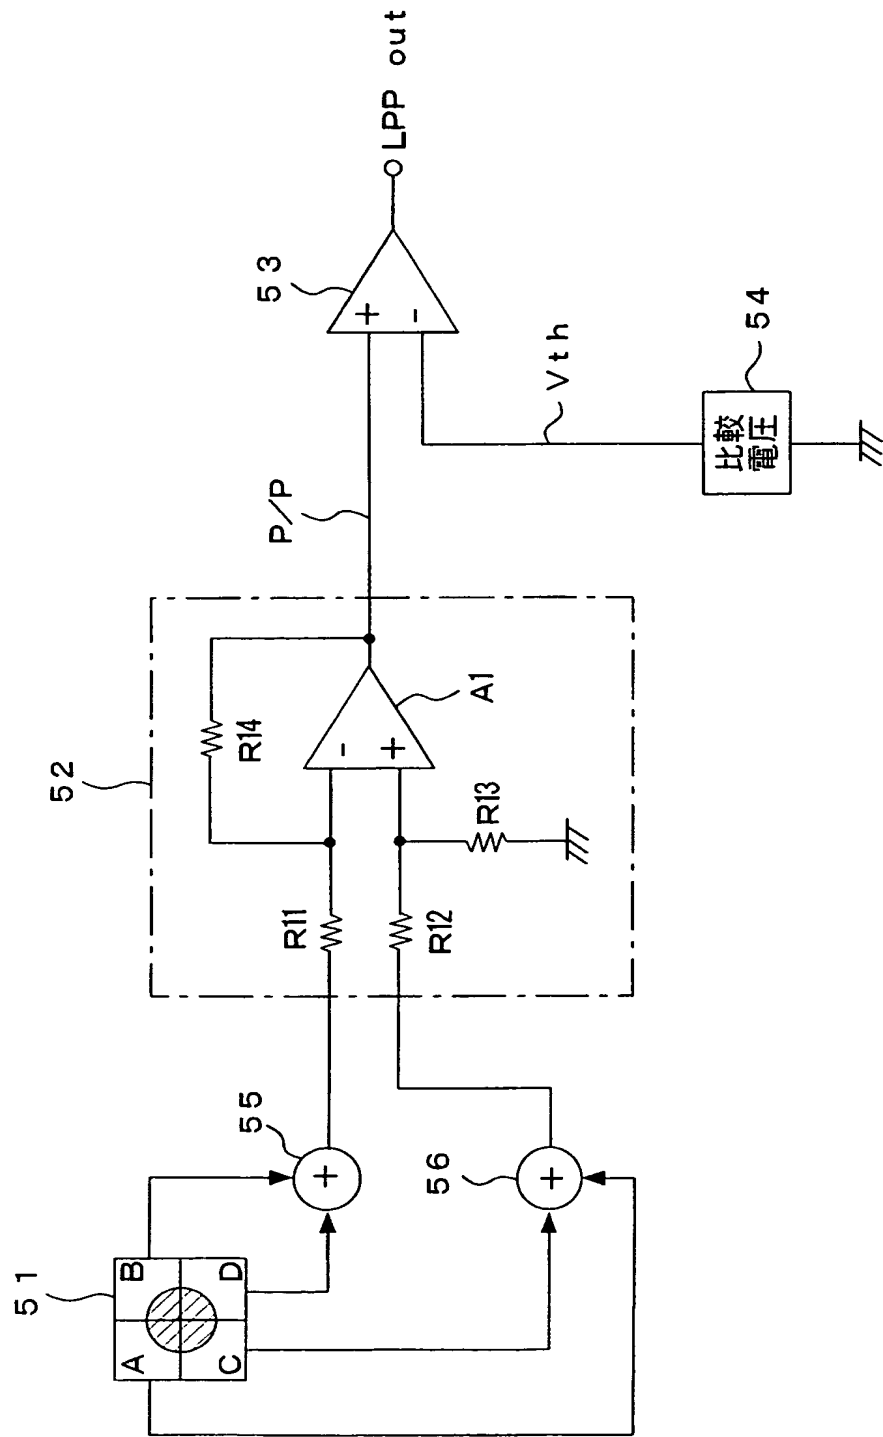 51
A
B
C
D
55
+
56
+
52
R11
R12
R13
R14
-
+
A1
P/P
53
+
-
LPP out
Vth
54
比較
電圧